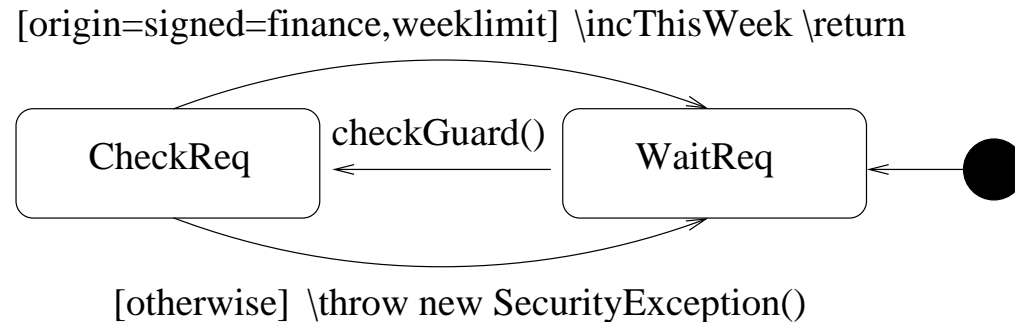 [origin=signed=finance,weeklimit] \incThisWeek \return
checkGuard()
CheckReq
WaitReq
[otherwise] \throw new SecurityException()